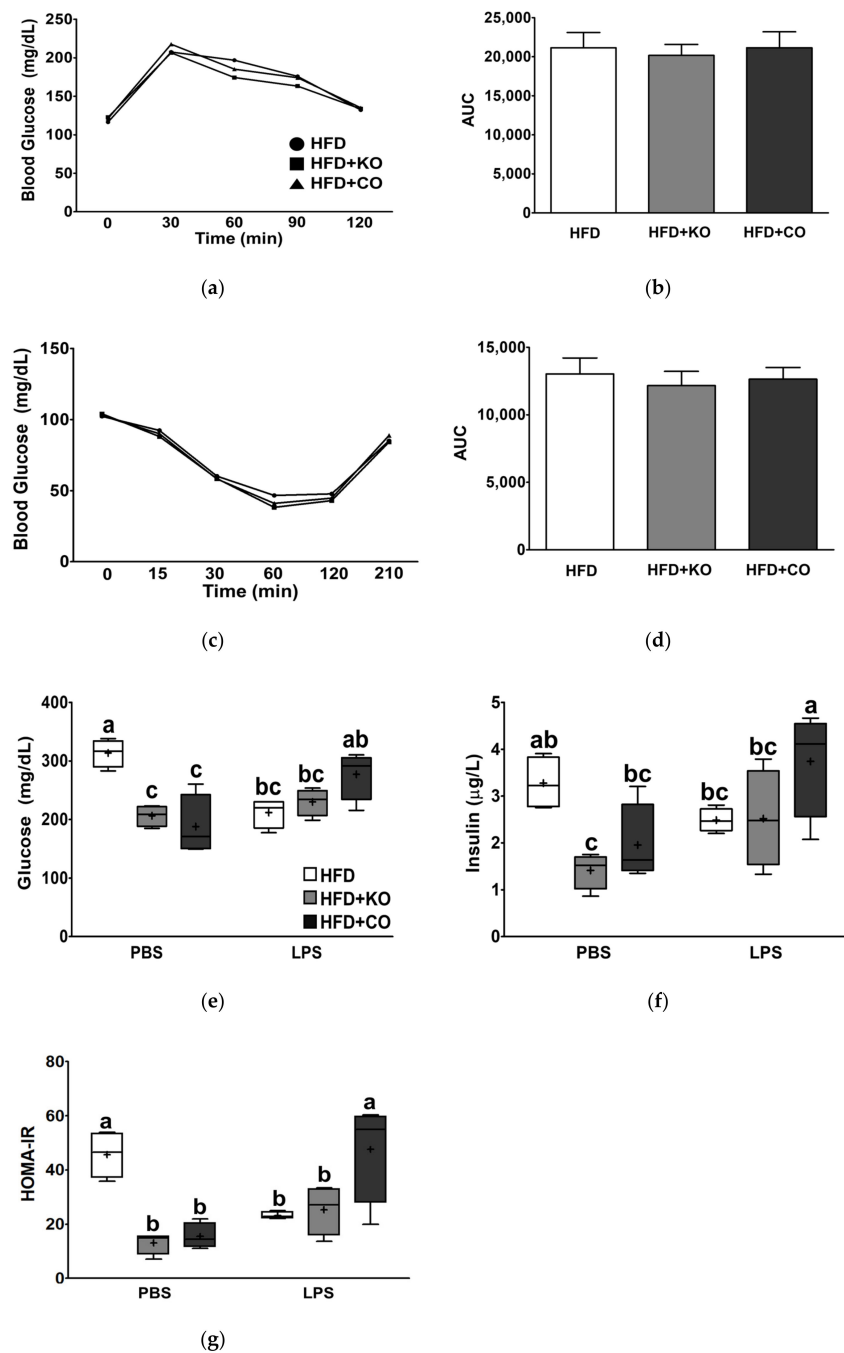 250
200
150
100
50
0
Blood Glucose (mg/dL)
HFD
HFD+KO
HFD+CO
0 30 60 90 120
Time (min)
(a)
25,000
20,000
15,000
10,000
5,000
0
AUC
HFD HFD+KO HFD+CO
(b)
150
100
50
0
Blood Glucose (mg/dL)
0 15 30 60 120 210
Time (min)
(c)
15,000
10,000
5,000
0
AUC
HFD HFD+KO HFD+CO
(d)
400
300
200
100
0
Glucose (mg/dL)
a c c bc bc ab
HFD
HFD+KO
HFD+CO
PBS LPS
(e)
5
4
3
2
1
0
Insulin (μg/L)
ab c bc bc bc a
PBS LPS
(f)
80
60
40
20
0
HOMA-IR
a b b b b a
PBS LPS
(g)